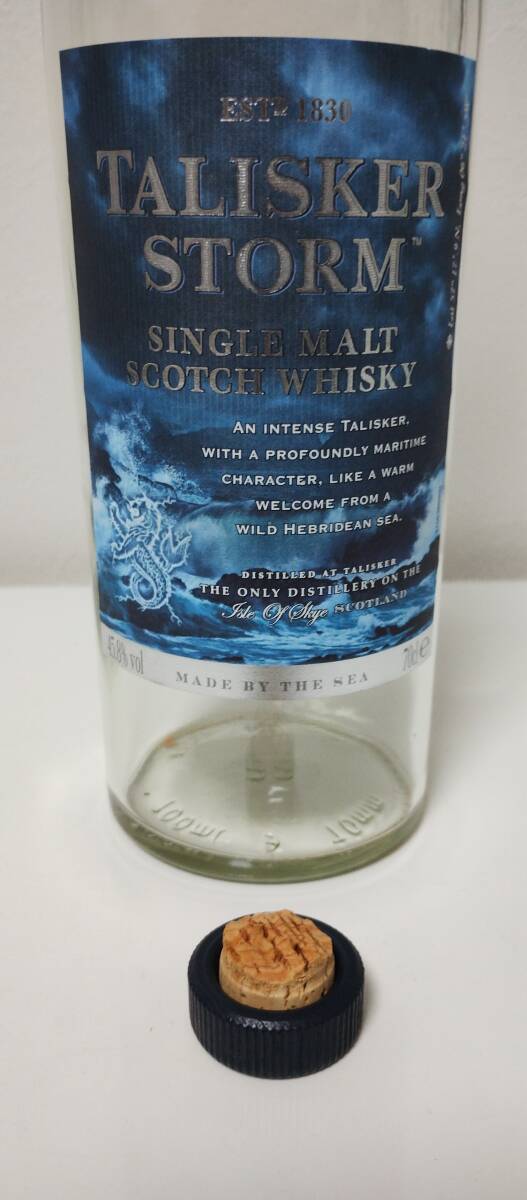 ESTD 1830
TALISKER
STORM™
SINGLE MALT
SCOTCH WHISKY
AN INTENSE TALISKER.
WITH A PROFOUNDLY MARITIME
CHARACTER, LIKE A WARM
WELCOME FROM A
WILD HEBRIDEAN SEA.
DISTILLED AT TALISKER
THE ONLY DISTILLERY ON THE
Isle Of Skye SCOTLAND
45.8% vol
70cl e
MADE BY THE SEA